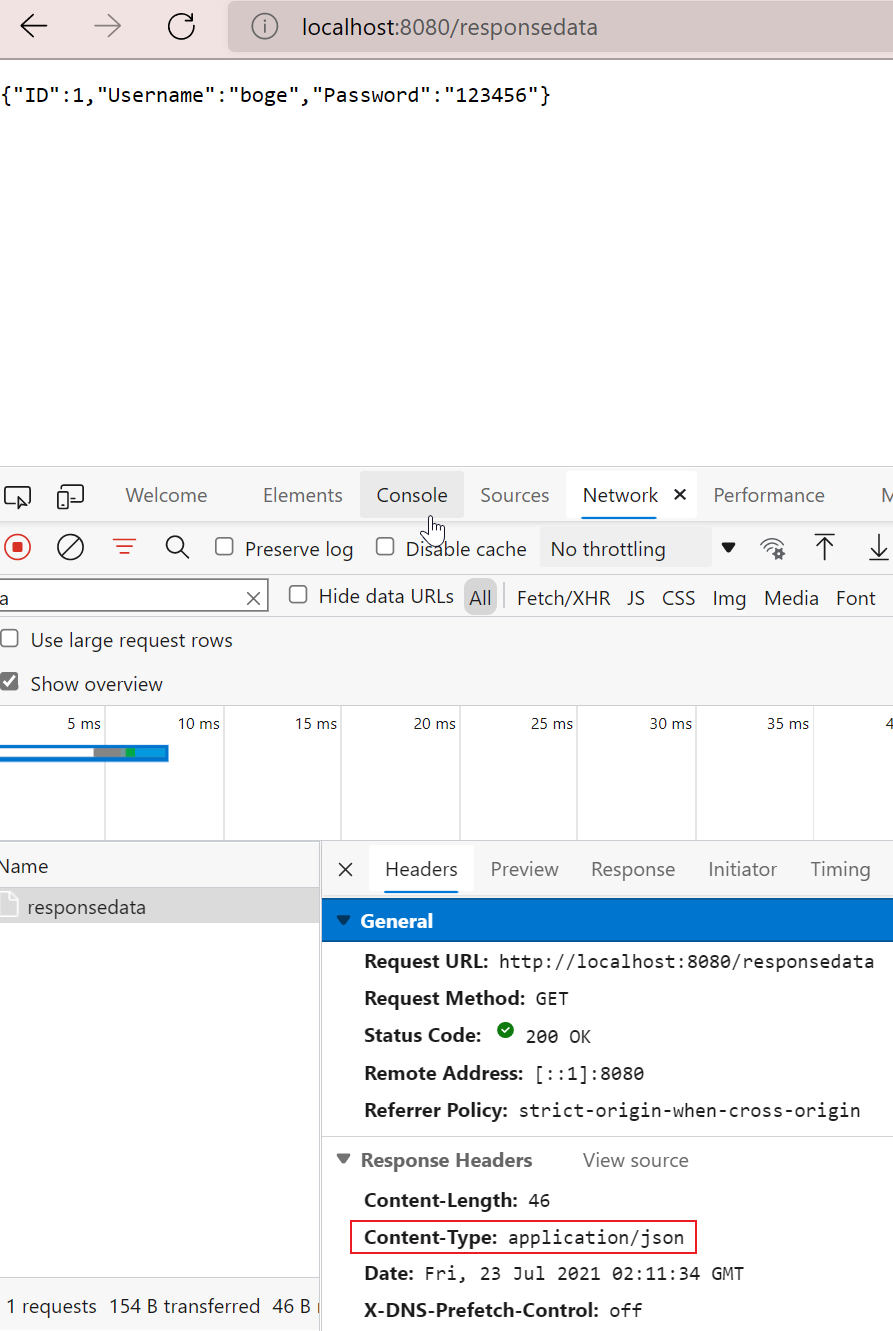 localhost:8080/responsedata
{"ID":1,"Username":"boge","Password":"123456"}
Welcome Elements Console Sources Network Performance M
Preserve log Disable cache No throttling
a Hide data URLs All Fetch/XHR JS CSS Img Media Font
Use large request rows
Show overview
5 ms 10 ms 15 ms 20 ms 25 ms 30 ms 35 ms 4
Name
responsedata
1 requests 154 B transferred 46 B
Headers Preview Response Initiator Timing
General
Request URL: http://localhost:8080/responsedata
Request Method: GET
Status Code: 200 OK
Remote Address: [::1]:8080
Referrer Policy: strict-origin-when-cross-origin
Response Headers View source
Content-Length: 46
Content-Type: application/json
Date: Fri, 23 Jul 2021 02:11:34 GMT
X-DNS-Prefetch-Control: off